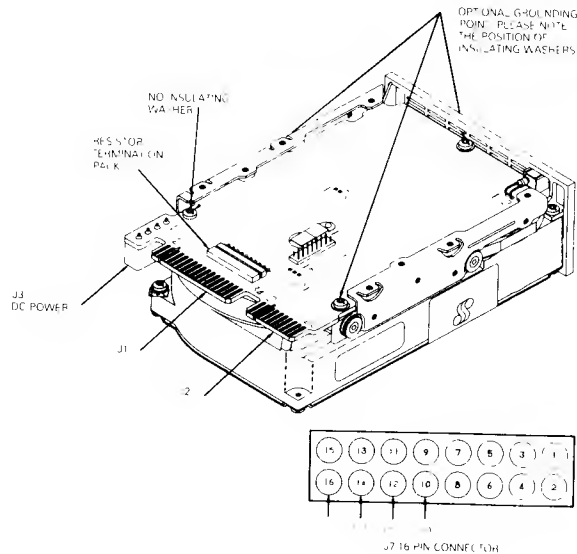 OPTIONAL GROUNDING
POINT. PLEASE NOTE
THE POSITION OF
INSULATING WASHERS
NO INSULATING
WASHER
RESISTOR
TERMINATION
PACK
J3
DC POWER
J1
J2
15 13 11 9 7 5 3 1
16 14 12 10 8 6 4 2
J7 16 PIN CONNECTOR